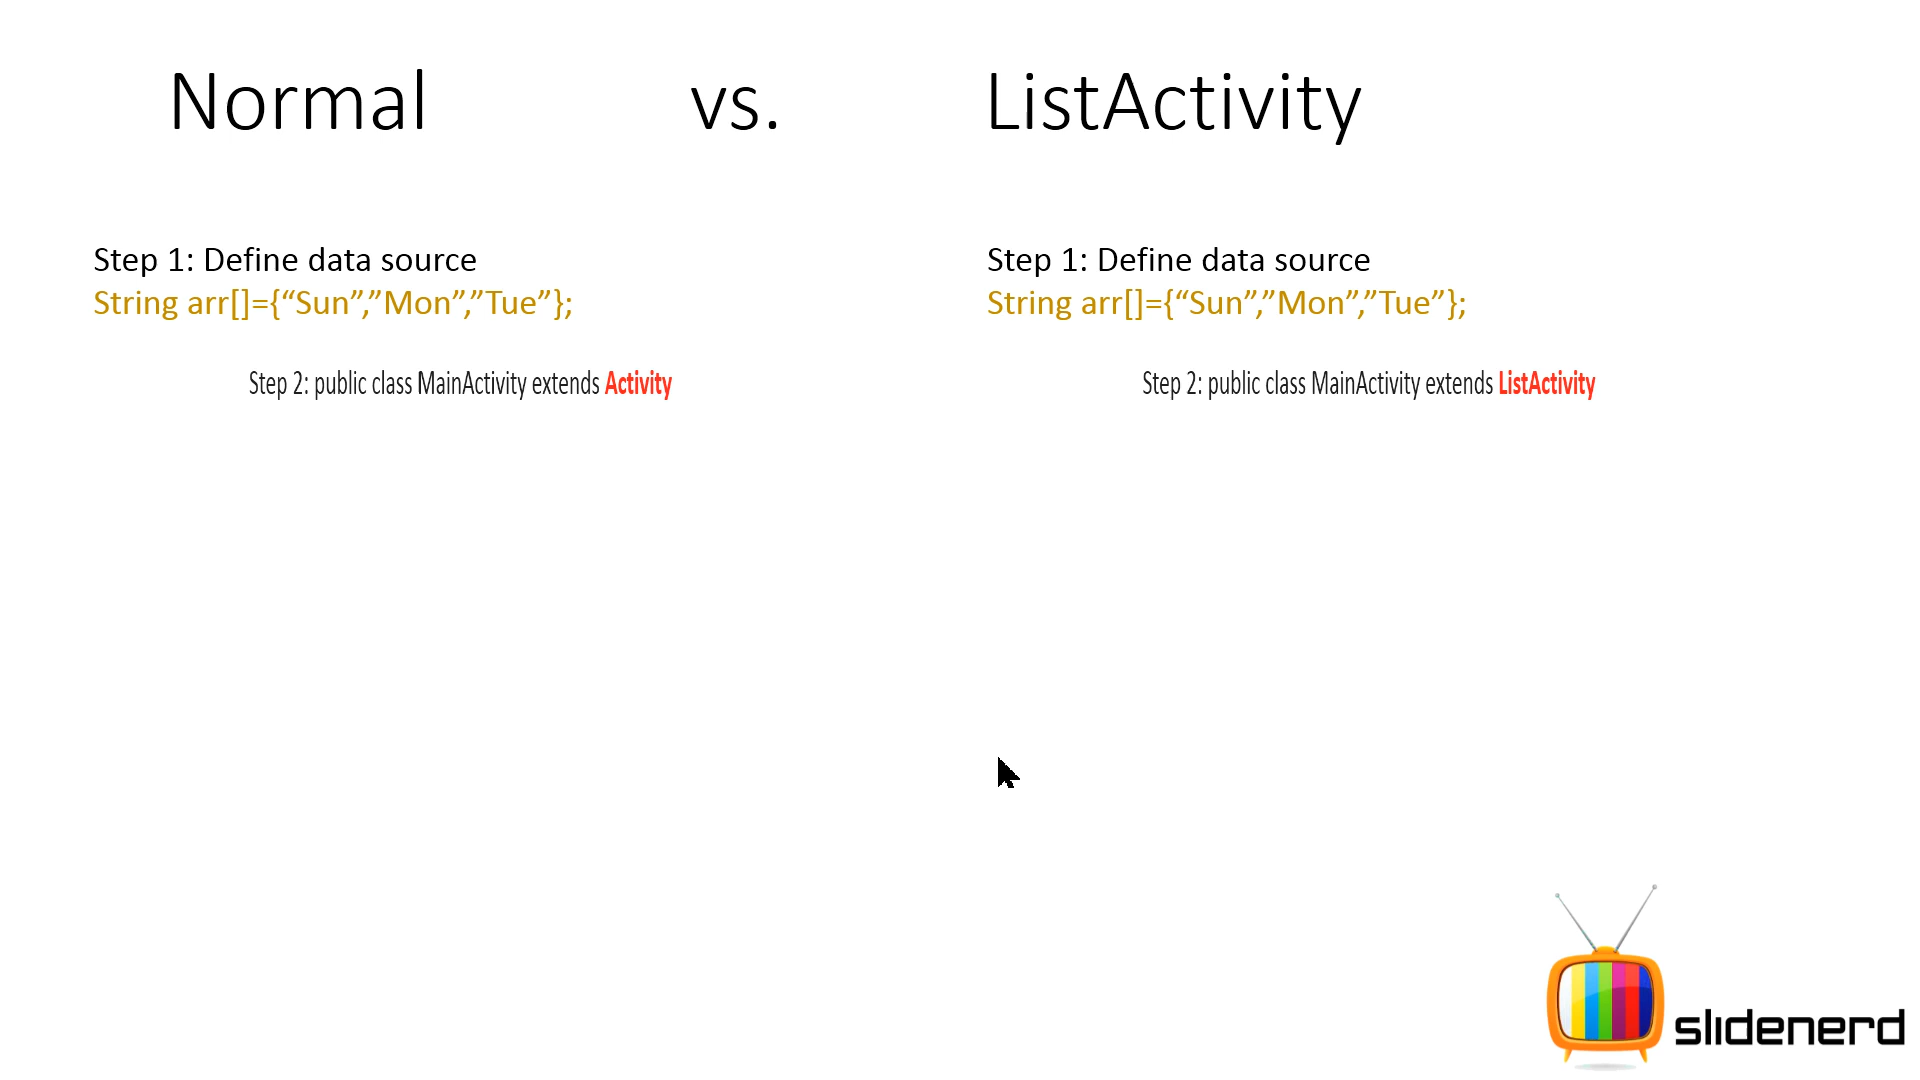 Normal vs. ListActivity
Step 1: Define data source
String arr[]={“Sun”,”Mon”,”Tue”};
Step 2: public class MainActivity extends Activity
Step 1: Define data source
String arr[]={“Sun”,”Mon”,”Tue”};
Step 2: public class MainActivity extends ListActivity
slidenerd